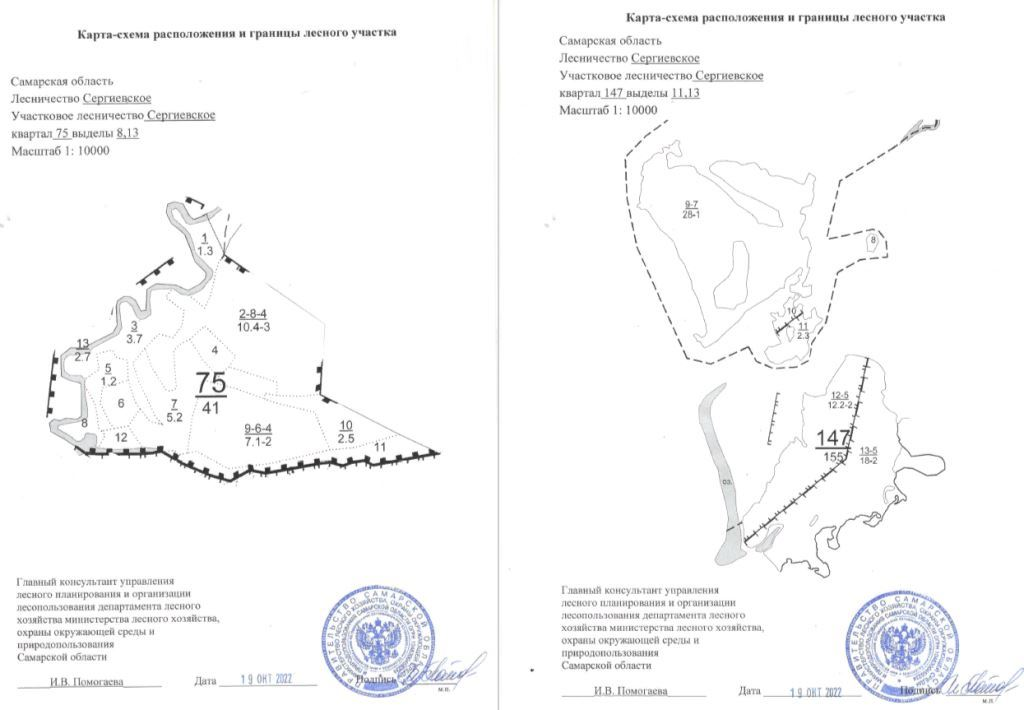 Карта-схема расположения и границы лесного участка
Самарская область
Лесничество Сергиевское
Участковое лесничество Сергиевское
квартал 75 выделы 8,13
Масштаб 1: 10000
1
1.3
3
3.7
2-8-4
10.4-3
13
2.7
5
1.2
4
75
41
6
7
5.2
8
12
9-6-4
7.1-2
10
2.5
11
Главный консультант управления
лесного планирования и организации
лесопользования департамента лесного
хозяйства министерства лесного хозяйства,
охраны окружающей среды и
природопользования
Самарской области
И.В. Помогаева
Дата 19 ОКТ 2022
Подпись
м.п.
ПРАВИТЕЛЬСТВО САМАРСКОЙ ОБЛАСТИ
Карта-схема расположения и границы лесного участка
Самарская область
Лесничество Сергиевское
Участковое лесничество Сергиевское
квартал 147 выделы 11,13
Масштаб 1: 10000
9-7
28-1
8
10
11
2.3
12-5
12.2-2
147
155
13-5
18-2
03.
Главный консультант управления
лесного планирования и организации
лесопользования департамента лесного
хозяйства министерства лесного хозяйства,
охраны окружающей среды и
природопользования
Самарской области
И.В. Помогаева
Дата 19 ОКТ 2022
Подпись
м.п.
ПРАВИТЕЛЬСТВО САМАРСКОЙ ОБЛАСТИ